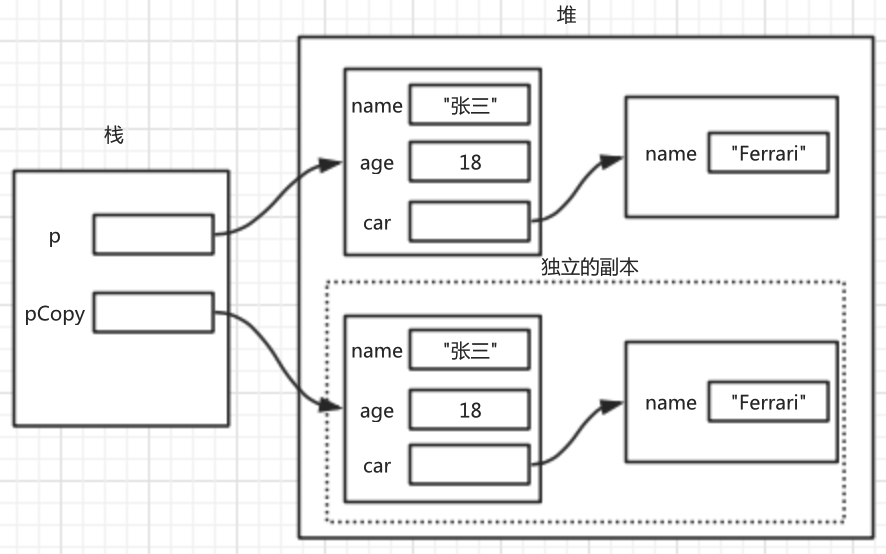 堆
栈
p
pCopy
name "张三"
age 18
car
name "Ferrari"
独立的副本
name "张三"
age 18
car
name "Ferrari"